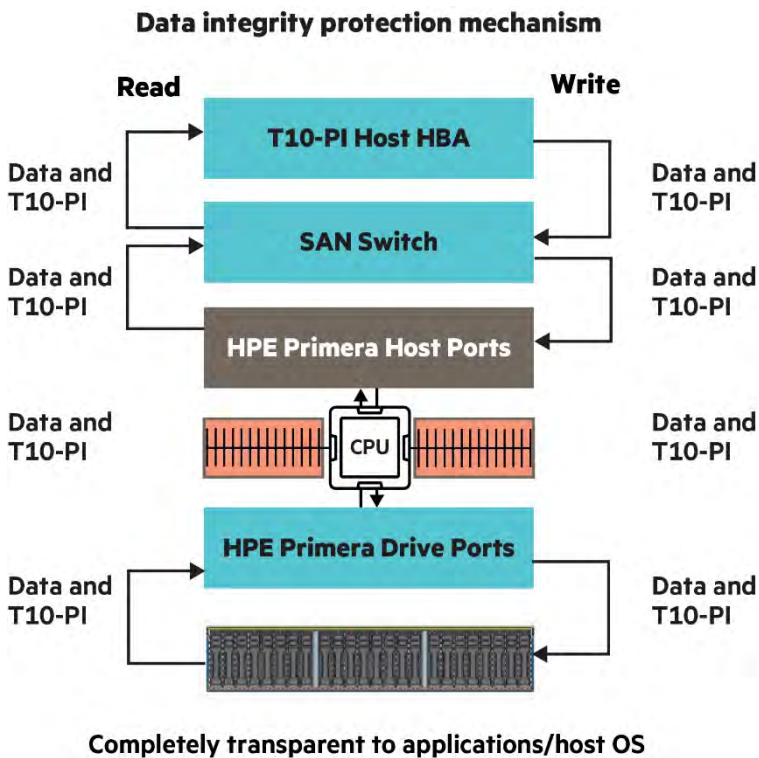 Data integrity protection mechanism
Read
Write
T10-PI Host HBA
Data and
T10-PI
Data and
T10-PI
SAN Switch
Data and
T10-PI
Data and
T10-PI
HPE Primera Host Ports
Data and
T10-PI
CPU
Data and
T10-PI
HPE Primera Drive Ports
Data and
T10-PI
Data and
T10-PI
Completely transparent to applications/host OS